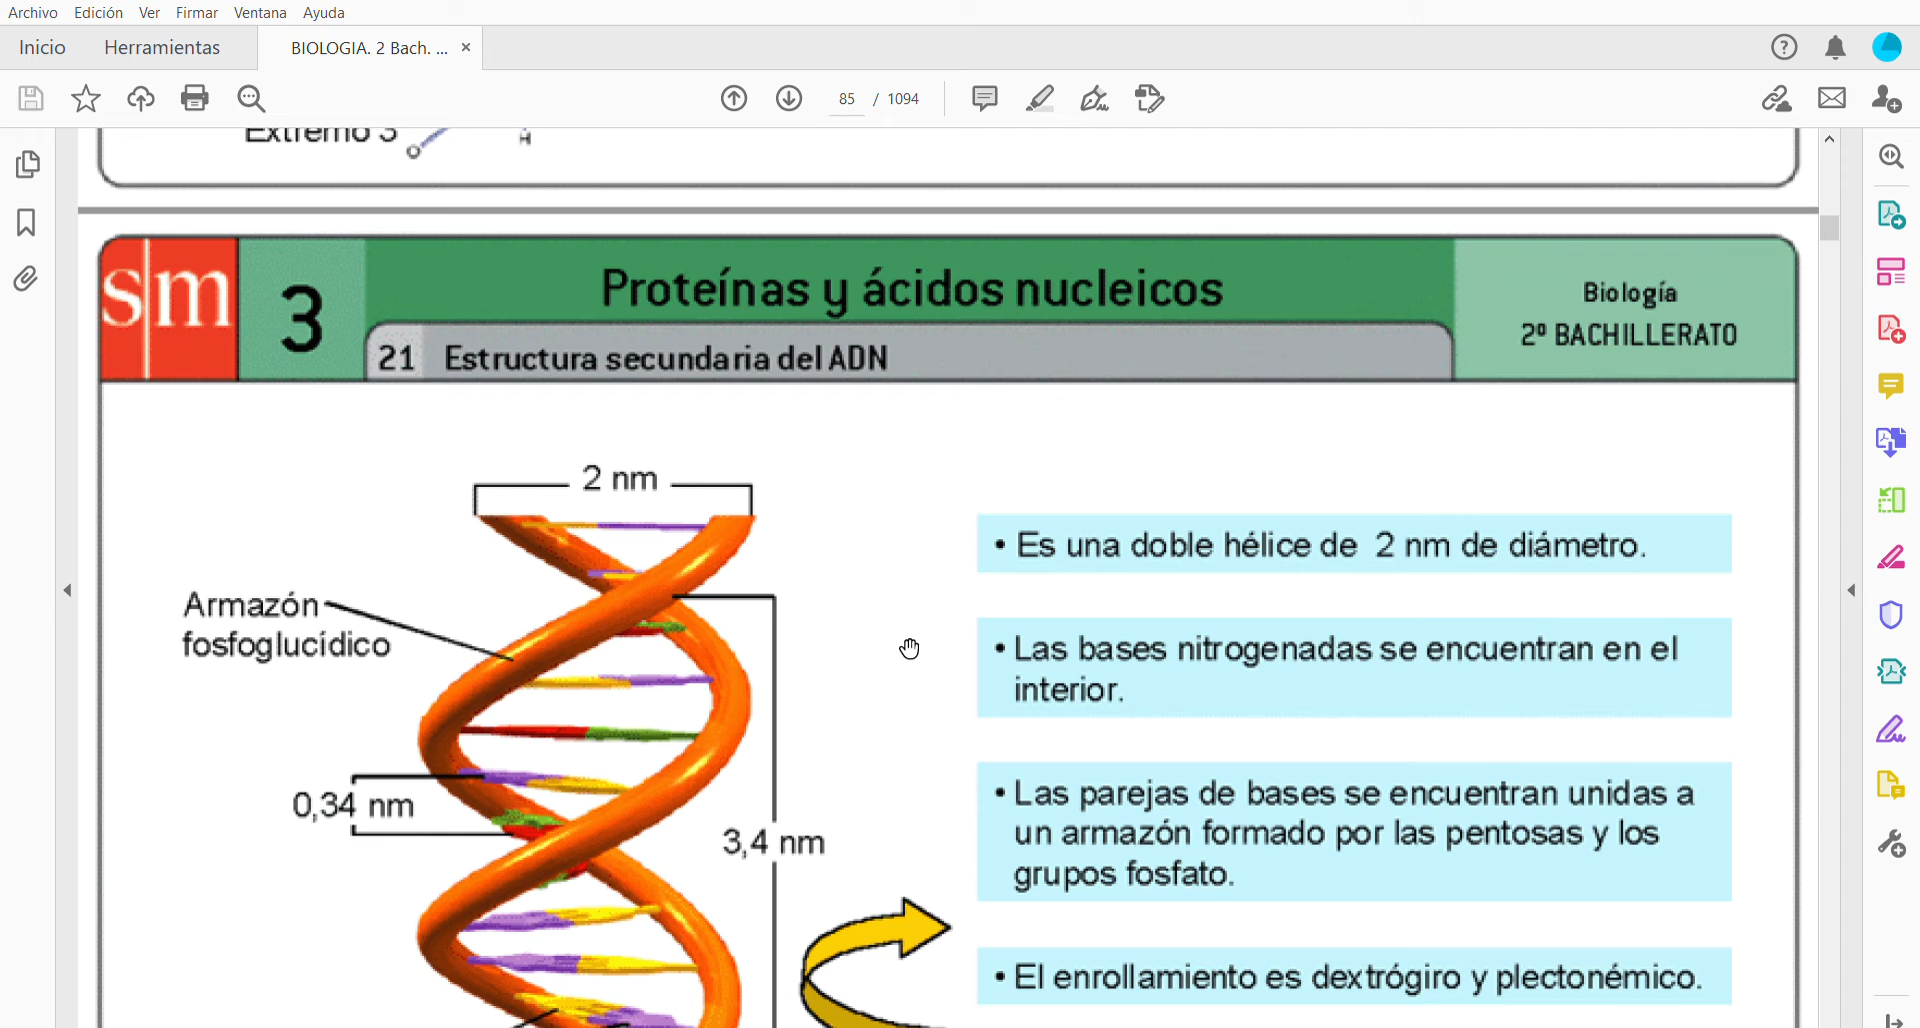 Archivo Edición Ver Firmar Ventana Ayuda
Inicio Herramientas BIOLOGIA. 2 Bach. ... ×
85 / 1094
Extremo 3'
sm 3 Proteínas y ácidos nucleicos
21 Estructura secundaria del ADN
Biología
2º BACHILLERATO
2 nm
Armazón
fosfoglucídico
0,34 nm
3,4 nm
• Es una doble hélice de 2 nm de diámetro.
• Las bases nitrogenadas se encuentran en el
interior.
• Las parejas de bases se encuentran unidas a
un armazón formado por las pentosas y los
grupos fosfato.
• El enrollamiento es dextrógiro y plectonémico.